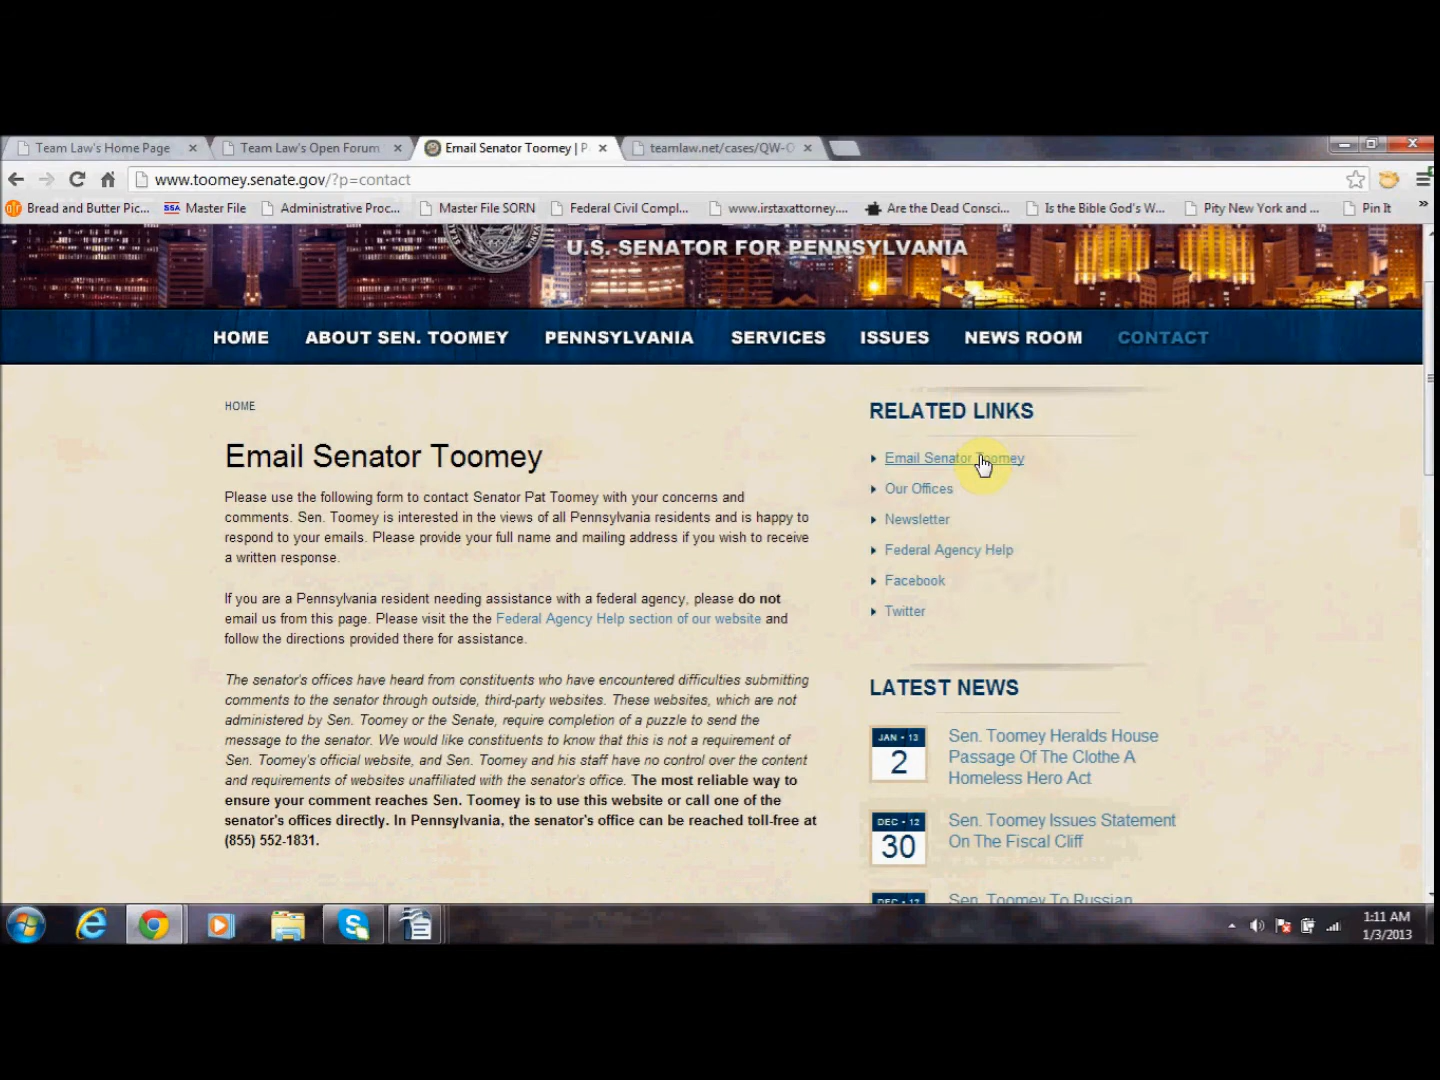 Team Law's Home Page
Team Law's Open Forum
Email Senator Toomey | P
teamlaw.net/cases/QW-C
www.toomey.senate.gov/?p=contact
Bread and Butter Pic...
SSA Master File
Administrative Proc...
Master File SORN
Federal Civil Compl...
www.irstaxattorney....
Are the Dead Consci...
Is the Bible God's W...
Pity New York and ...
Pin It
U.S. SENATOR FOR PENNSYLVANIA
HOME ABOUT SEN. TOOMEY PENNSYLVANIA SERVICES ISSUES NEWS ROOM CONTACT
HOME
Email Senator Toomey
Please use the following form to contact Senator Pat Toomey with your concerns and
comments. Sen. Toomey is interested in the views of all Pennsylvania residents and is happy to
respond to your emails. Please provide your full name and mailing address if you wish to receive
a written response.
If you are a Pennsylvania resident needing assistance with a federal agency, please do not
email us from this page. Please visit the the Federal Agency Help section of our website and
follow the directions provided there for assistance.
The senator's offices have heard from constituents who have encountered difficulties submitting
comments to the senator through outside, third-party websites. These websites, which are not
administered by Sen. Toomey or the Senate, require completion of a puzzle to send the
message to the senator. We would like constituents to know that this is not a requirement of
Sen. Toomey's official website, and Sen. Toomey and his staff have no control over the content
and requirements of websites unaffiliated with the senator's office. The most reliable way to
ensure your comment reaches Sen. Toomey is to use this website or call one of the
senator's offices directly. In Pennsylvania, the senator's office can be reached toll-free at
(855) 552-1831.
RELATED LINKS
Email Senator Toomey
Our Offices
Newsletter
Federal Agency Help
Facebook
Twitter
LATEST NEWS
JAN • 13
2
Sen. Toomey Heralds House
Passage Of The Clothe A
Homeless Hero Act
DEC • 12
30
Sen. Toomey Issues Statement
On The Fiscal Cliff
DEC • 12
Sen. Toomey To Russian
1:11 AM
1/3/2013